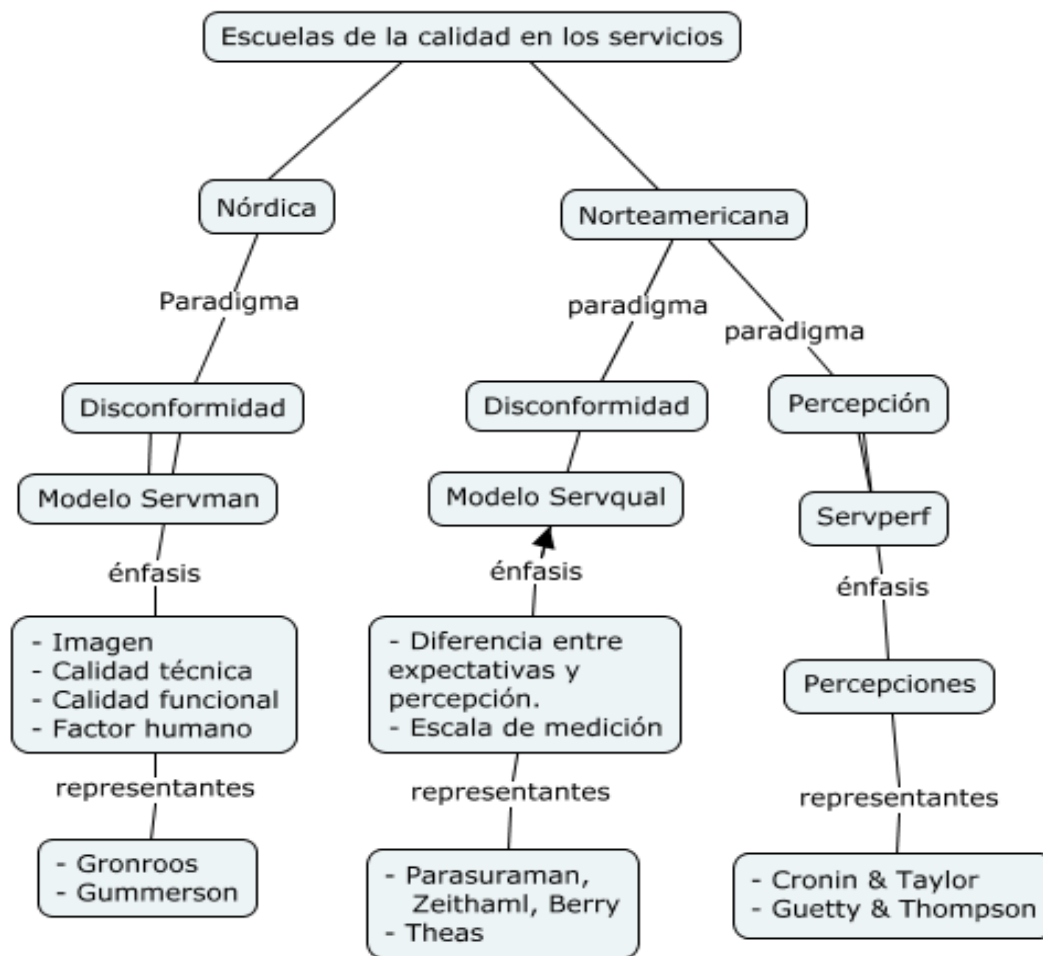 Escuelas de la calidad en los servicios
Nórdica
Norteamericana
Paradigma
paradigma
paradigma
Disconformidad
Disconformidad
Percepción
Modelo Servman
Modelo Servqual
Servperf
énfasis
énfasis
énfasis
- Imagen
- Calidad técnica
- Calidad funcional
- Factor humano
- Diferencia entre
expectativas y
percepción.
- Escala de medición
Percepciones
representantes
representantes
representantes
- Gronroos
- Gummerson
- Parasuraman,
Zeithaml, Berry
- Theas
- Cronin & Taylor
- Guetty & Thompson